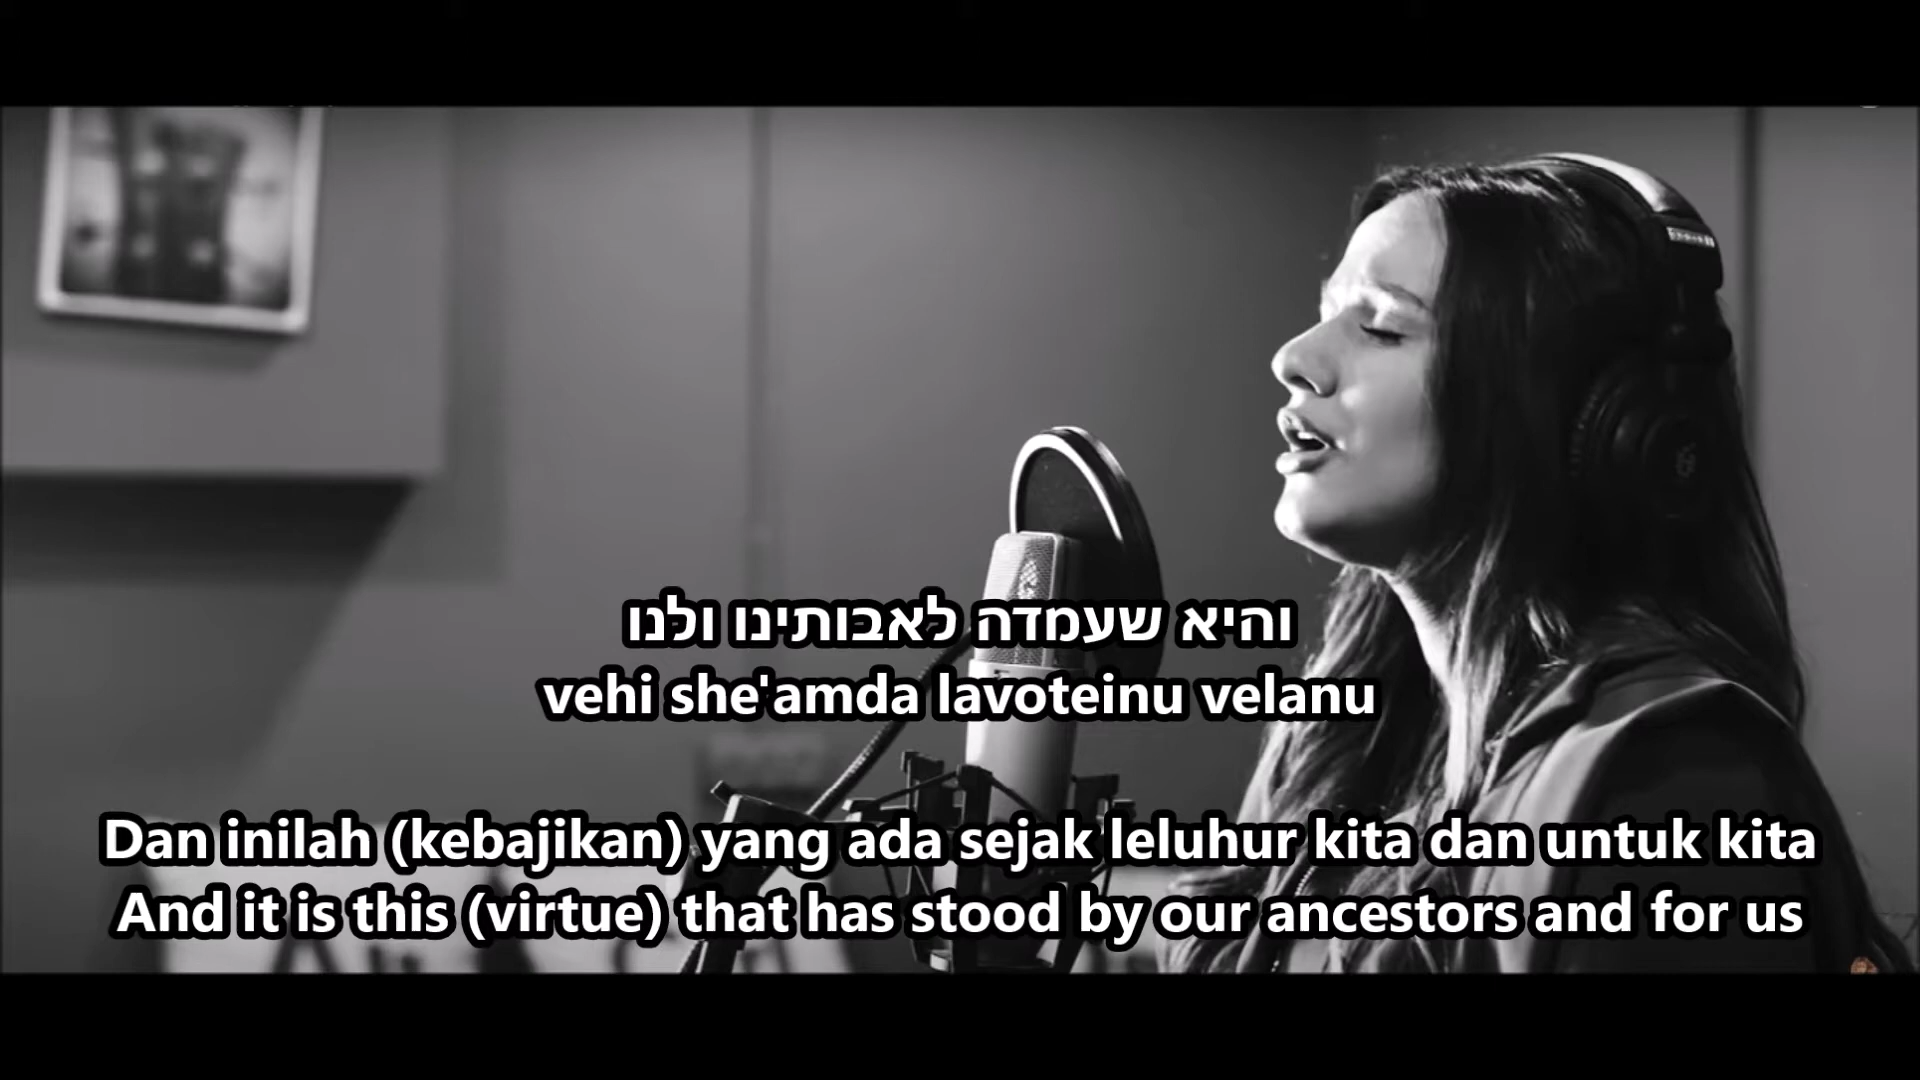 והיא שעמדה לאבותינו ולנו
vehi she'amda lavoteinu velanu
Dan inilah (kebajikan) yang ada sejak leluhur kita dan untuk kita
And it is this (virtue) that has stood by our ancestors and for us